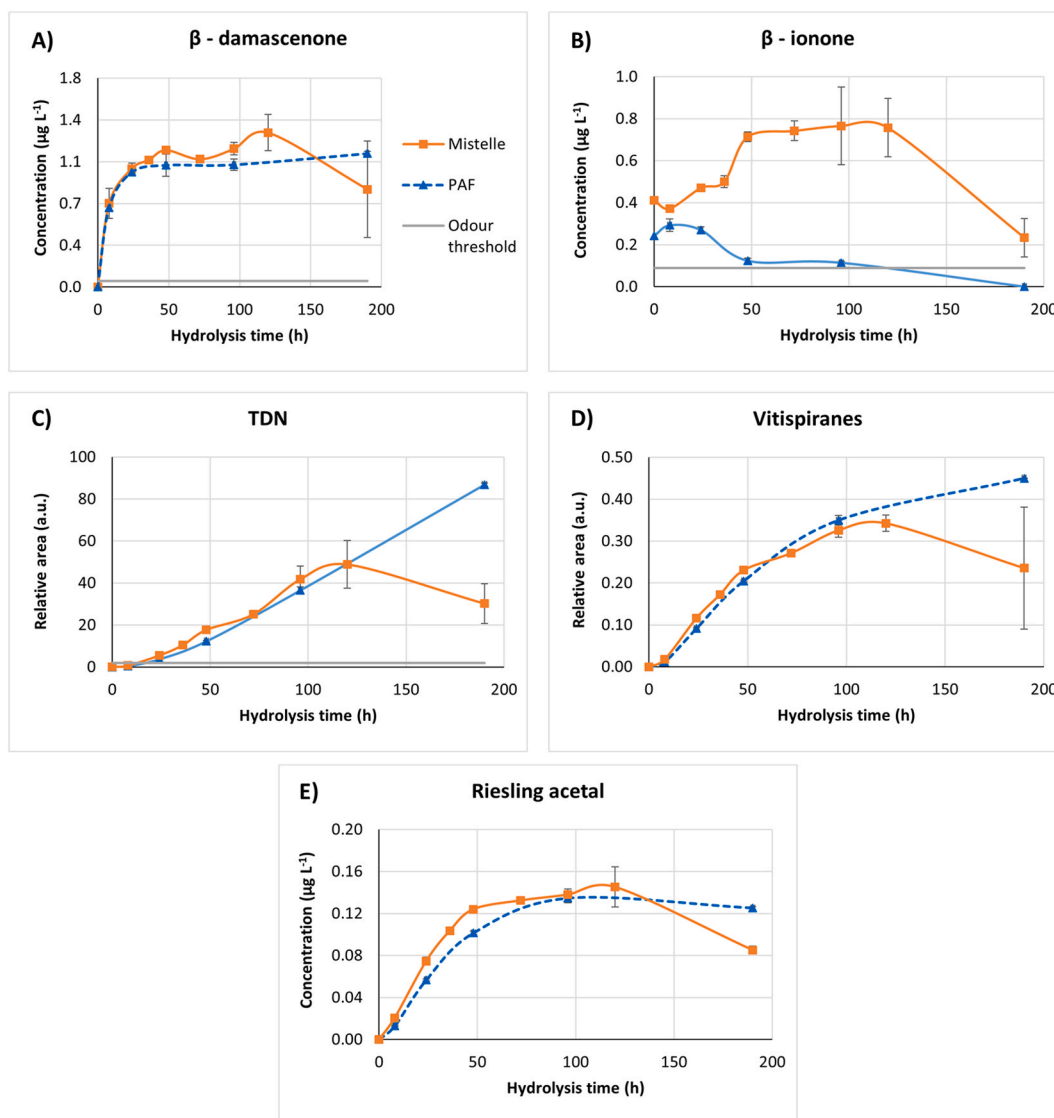 A)
β - damascenone
Concentration (µg L-1)
1.8
1.4
1.1
0.7
0.4
0.0
0 50 100 150 200
Hydrolysis time (h)
Mistelle
PAF
Odour
threshold
B)
β - ionone
Concentration (µg L-1)
1.0
0.8
0.6
0.4
0.2
0.0
0 50 100 150 200
Hydrolysis time (h)
C)
TDN
Relative area (a.u.)
100
80
60
40
20
0
0 50 100 150 200
Hydrolysis time (h)
D)
Vitispiranes
Relative area (a.u.)
0.50
0.40
0.30
0.20
0.10
0.00
0 50 100 150 200
Hydrolysis time (h)
E)
Riesling acetal
Concentration (µg L-1)
0.20
0.16
0.12
0.08
0.04
0.00
0 50 100 150 200
Hydrolysis time (h)